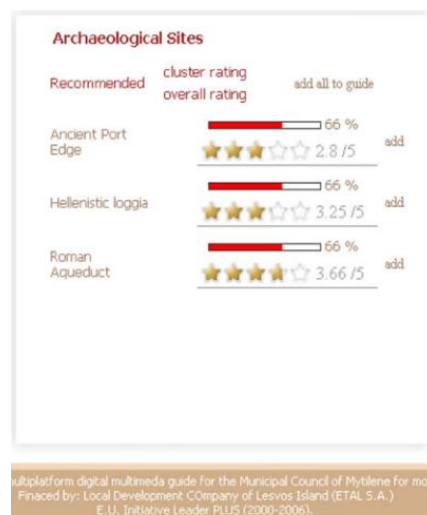 Archaeological Sites
Recommended
cluster rating
overall rating
add all to guide
Ancient Port
Edge
66 %
2.8 /5
add
Hellenistic loggia
66 %
3.25 /5
add
Roman
Aqueduct
66 %
3.66 /5
add
ultiplatform digital multimeda guide for the Municipal Council of Mytilene for mo
Finaced by: Local Development COmpany of Lesvos Island (ETAL S.A.)
E.U. Initiative Leader PLUS (2000-2006).